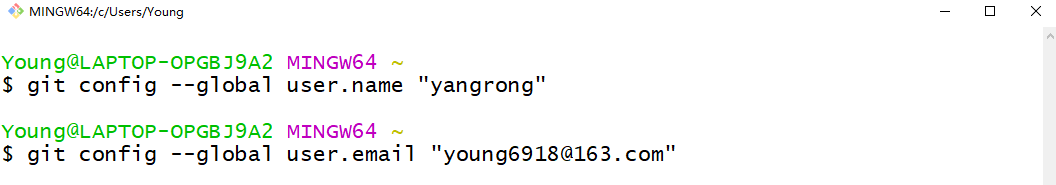 MINGW64:/c/Users/Young
Young@LAPTOP-OPGBJ9A2 MINGW64 ~
$ git config --global user.name "yangrong"
Young@LAPTOP-OPGBJ9A2 MINGW64 ~
$ git config --global user.email "young6918@163.com"